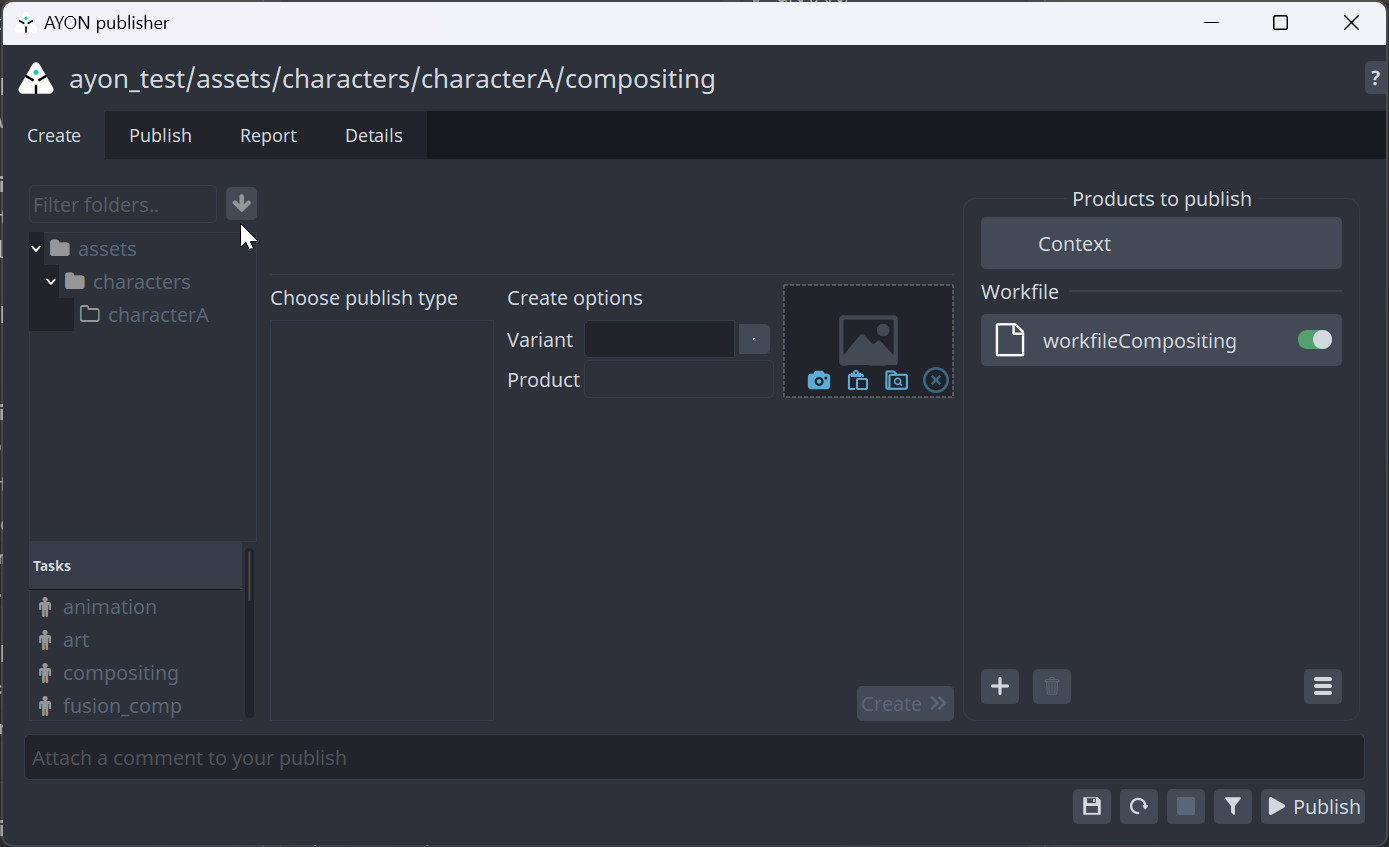 AYON publisher
ayon_test/assets/characters/characterA/compositing
?
Create Publish Report Details
Filter folders..
assets
characters
characterA
Tasks
animation
art
compositing
fusion_comp
Choose publish type
Create options
Variant
Product
Create
Products to publish
Context
Workfile
workfileCompositing
Attach a comment to your publish
Publish